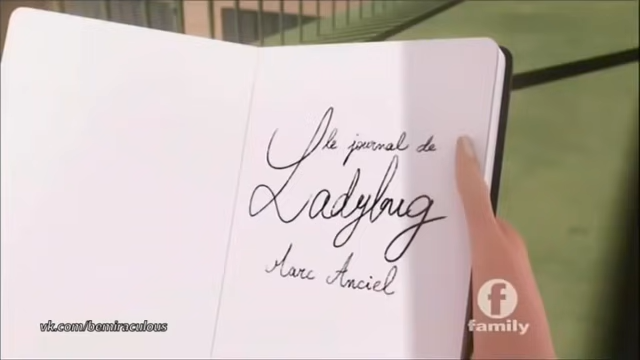 le journal de
Ladybug
Marc Anciel
f
family
vk.com/bemiraculous